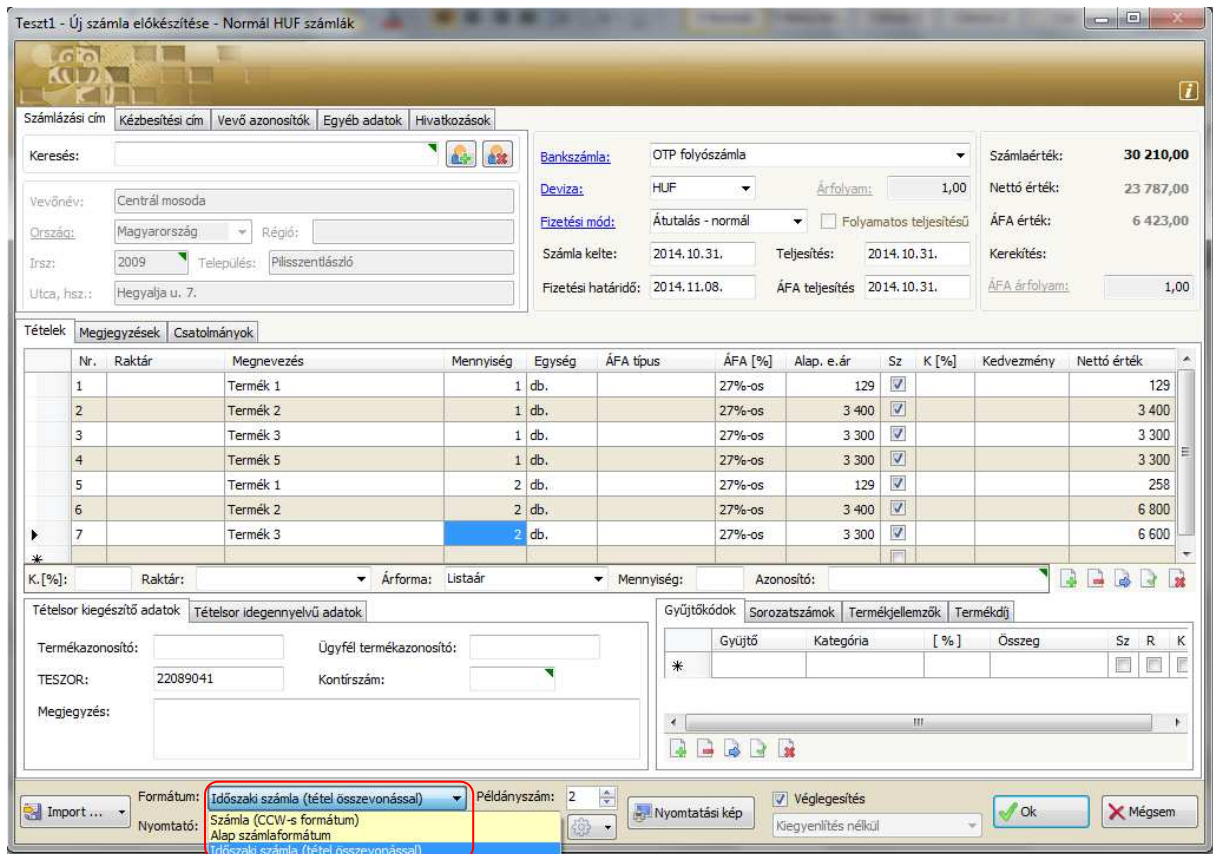 Teszt1 - Új számla előkészítése - Normál HUF számlák
Számlázási cím Kézbesítési cím Vevő azonosítók Egyéb adatok Hivatkozások
Keresés:
Vevőnév: Centrál mosoda
Ország: Magyarország Régió:
Irsz: 2009 Település: Pilisszentlászló
Utca, hsz.: Hegyalja u. 7.
Bankszámla: OTP folyószámla
Deviza: HUF Árfolyam: 1,00
Fizetési mód: Átutalás - normál Folyamatos teljesítésű
Számla kelte: 2014.10.31. Teljesítés: 2014.10.31.
Fizetési határidő: 2014.11.08. ÁFA teljesítés 2014.10.31.
Számlaérték: 30 210,00
Nettó érték: 23 787,00
ÁFA érték: 6 423,00
Kerekítés:
ÁFA árfolyam: 1,00
Tételek Megjegyzések Csatolmányok
Nr. Raktár Megnevezés Mennyiség Egység ÁFA típus ÁFA [%] Alap. e.ár Sz K [%] Kedvezmény Nettó érték
1 Termék 1 1 db. 27%-os 129 129
2 Termék 2 1 db. 27%-os 3 400 3 400
3 Termék 3 1 db. 27%-os 3 300 3 300
4 Termék 5 1 db. 27%-os 3 300 3 300
5 Termék 1 2 db. 27%-os 129 258
6 Termék 2 2 db. 27%-os 3 400 6 800
7 Termék 3 2 db. 27%-os 3 300 6 600
K.[%]: Raktár: Árforma: Listaár Mennyiség: Azonosító:
Tételsor kiegészítő adatok Tételsor idegennyelvű adatok
Termékazonosító: Ügyfél termékazonosító:
TESZOR: 22089041 Kontírszám:
Megjegyzés:
Gyűjtőkódok Sorozatszámok Termékjellemzők Termékdíj
Gyüjtő Kategória [ % ] Összeg Sz R K
Import ... Formátum: Időszaki számla (tétel összevonással) Példányszám: 2
Nyomtató:
Számla (CCW-s formátum)
Alap számlaformátum
Időszaki számla (tétel összevonással)
Nyomtatási kép
Véglegesítés
Kiegyenlítés nélkül
Ok
Mégsem